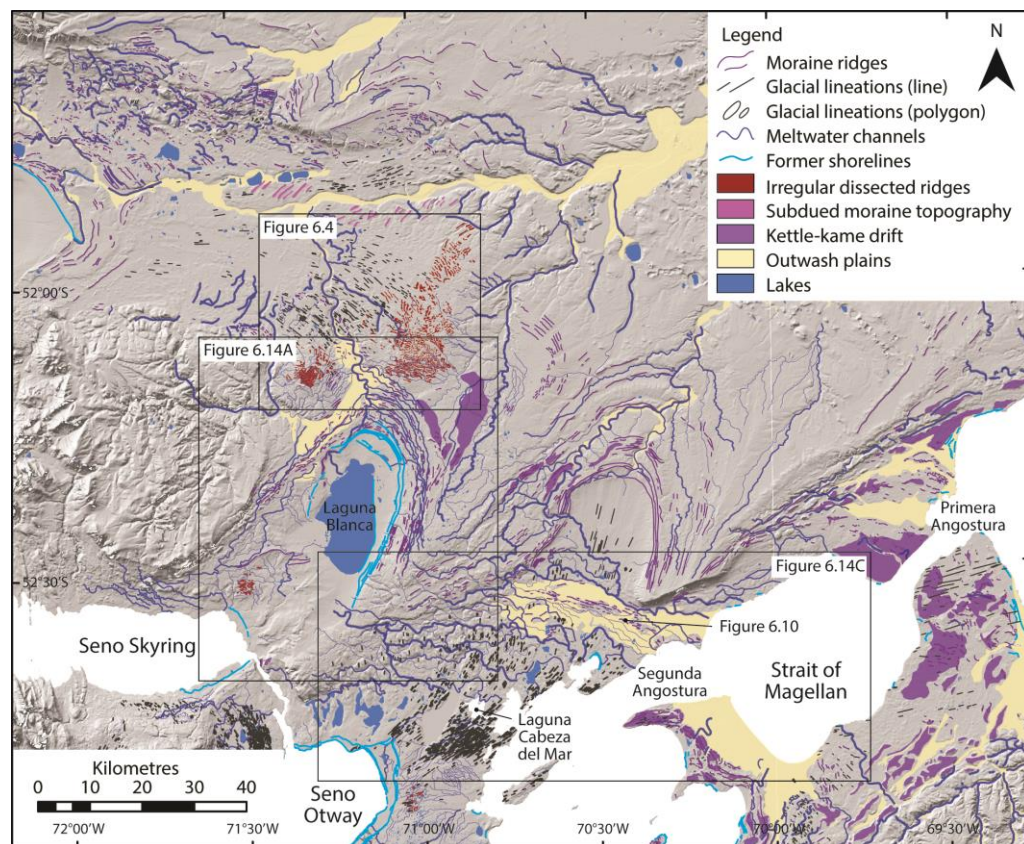 Legend
N
Moraine ridges
Glacial lineations (line)
Glacial lineations (polygon)
Meltwater channels
Former shorelines
Irregular dissected ridges
Subdued moraine topography
Kettle-kame drift
Outwash plains
Lakes
Figure 6.4
52°00'S
Figure 6.14A
Laguna
Blanca
Primera
Angostura
52°30'S
Figure 6.14C
Figure 6.10
Seno Skyring
Segunda
Angostura
Strait of
Magellan
Laguna
Cabeza
del Mar
Kilometres
0 10 20 30 40
Seno
Otway
72°00'W 71°30'W 71°00'W 70°30'W 70°00'W 69°30'W